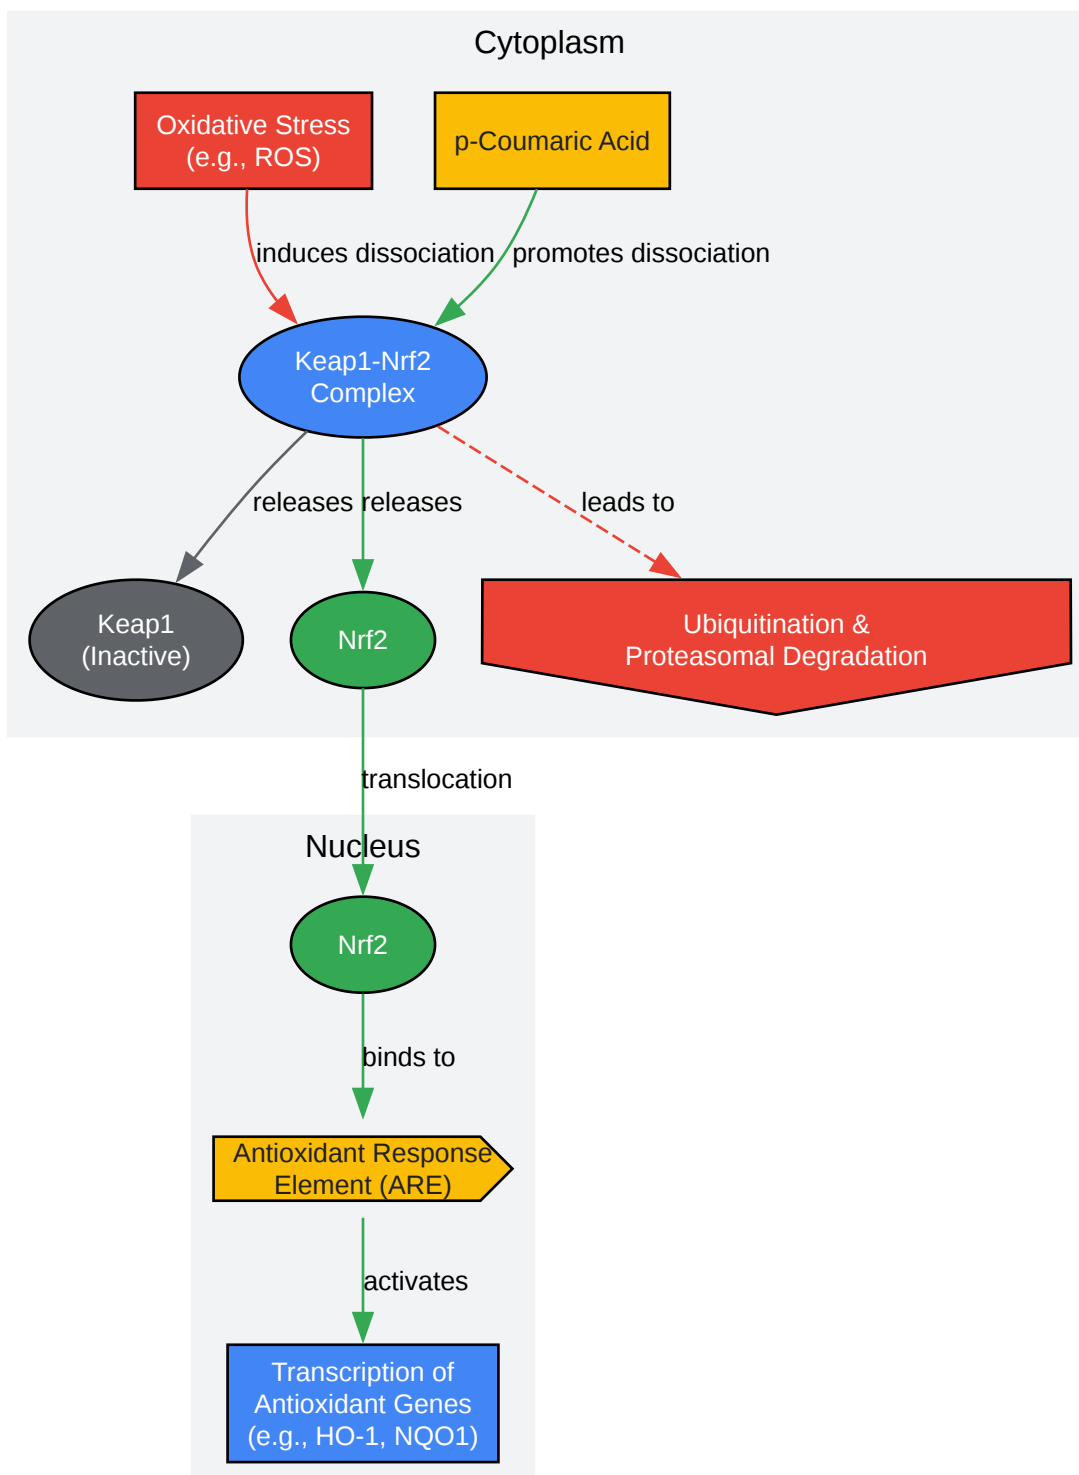 Cytoplasm
Oxidative Stress
(e.g., ROS)
p-Coumaric Acid
induces dissociation
promotes dissociation
Keap1-Nrf2
Complex
releases
releases
leads to
Keap1
(Inactive)
Nrf2
Ubiquitination &
Proteasomal Degradation
translocation
Nucleus
Nrf2
binds to
Antioxidant Response
Element (ARE)
activates
Transcription of
Antioxidant Genes
(e.g., HO-1, NQO1)